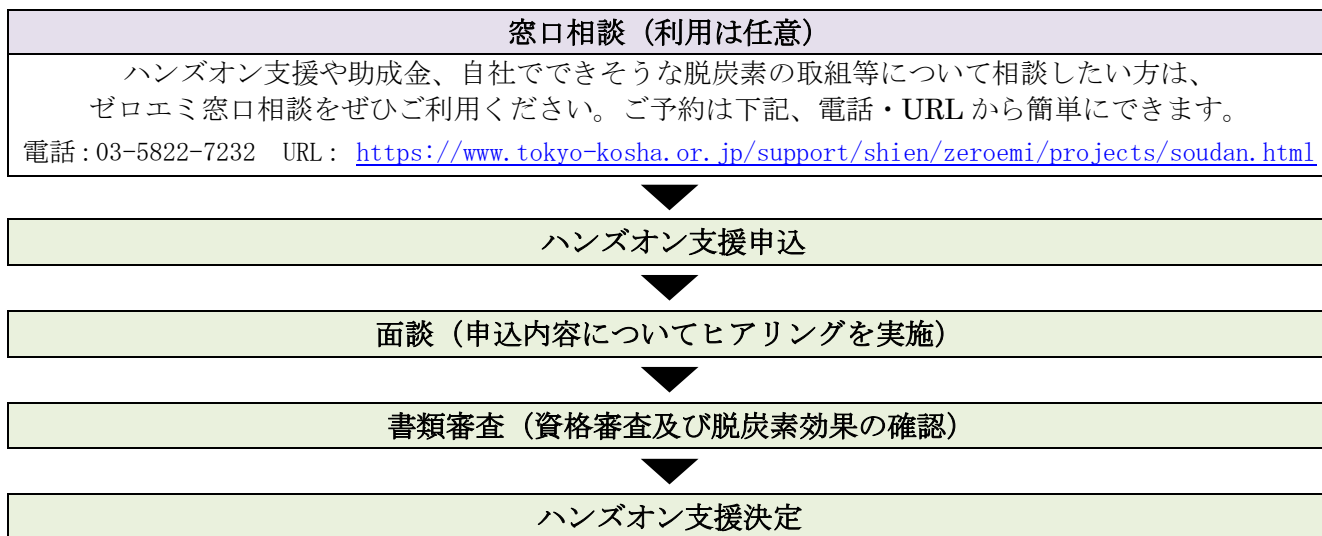 窓口相談（利用は任意）
ハンズオン支援や助成金、自社でできそうな脱炭素の取組等について相談したい方は、
ゼロエミ窓口相談をぜひご利用ください。ご予約は下記、電話・URL から簡単にできます。
電話：03-5822-7232　URL： https://www.tokyo-kosha.or.jp/support/shien/zeroemi/projects/soudan.html
ハンズオン支援申込
面談（申込内容についてヒアリングを実施）
書類審査（資格審査及び脱炭素効果の確認）
ハンズオン支援決定